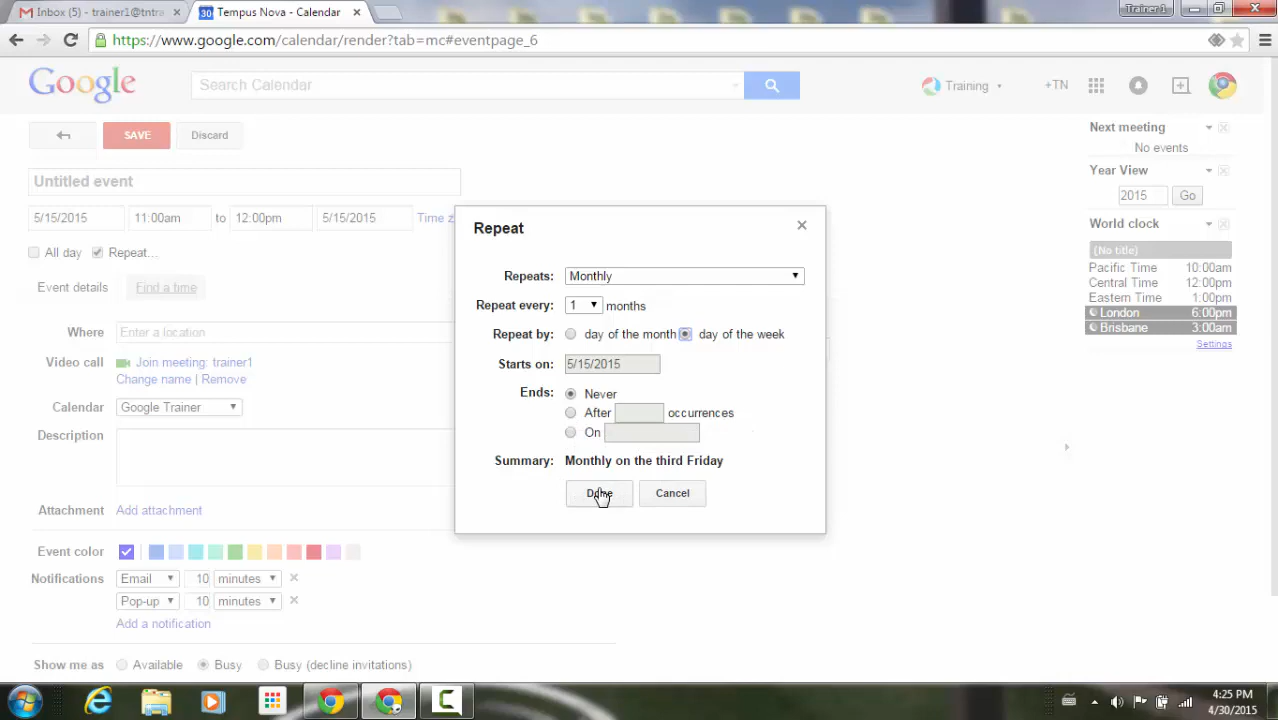 Inbox (5) - trainer1@tntra
Tempus Nova - Calendar
Trainer 1
https://www.google.com/calendar/render?tab=mc#eventpage_6
Google
Search Calendar
Training
+TN
SAVE
Discard
Untitled event
5/15/2015 11:00am to 12:00pm 5/15/2015 Time z
All day Repeat...
Event details Find a time
Where Enter a location
Video call Join meeting: trainer1
Change name | Remove
Calendar Google Trainer
Description
Attachment Add attachment
Event color
Notifications Email 10 minutes
Pop-up 10 minutes
Add a notification
Show me as Available Busy Busy (decline invitations)
Repeat
Repeats: Monthly
Repeat every: 1 months
Repeat by: day of the month day of the week
Starts on: 5/15/2015
Ends: Never
After occurrences
On
Summary: Monthly on the third Friday
Done Cancel
Next meeting
No events
Year View
2015 Go
World clock
(No title)
Pacific Time 10:00am
Central Time 12:00pm
Eastern Time 1:00pm
London 6:00pm
Brisbane 3:00am
Settings
4:25 PM
4/30/2015